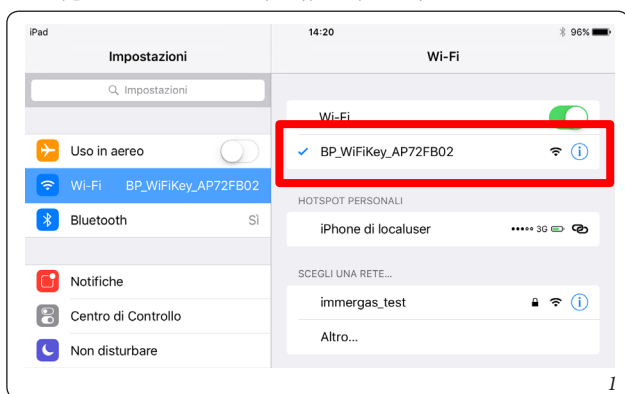 iPad
14:20
96%
Impostazioni
Wi-Fi
Impostazioni
Uso in aereo
Wi-Fi BP_WiFiKey_AP72FB02
Bluetooth Sì
Notifiche
Centro di Controllo
Non disturbare
Wi-Fi
BP_WiFiKey_AP72FB02
HOTSPOT PERSONALI
iPhone di localuser 3G
SCEGLI UNA RETE...
immergas_test
Altro...
1